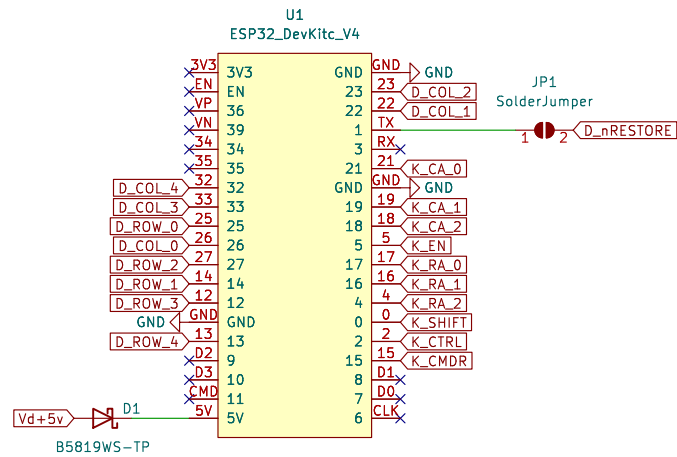 U1
ESP32_DevKitc_V4
3V3 3V3 GND GND GND
EN EN 23 23 D_COL_2
VP 36 22 22 D_COL_1
VN 39 1 TX
34 34 3 RX
35 35 21 21 K_CA_0
D_COL_4 32 32 GND GND GND
D_COL_3 33 33 19 19 K_CA_1
D_ROW_0 25 25 18 18 K_CA_2
D_COL_0 26 26 5 5 K_EN
D_ROW_2 27 27 17 17 K_RA_0
D_ROW_1 14 14 16 16 K_RA_1
D_ROW_3 12 12 4 4 K_RA_2
GND GND GND 0 0 K_SHIFT
D_ROW_4 13 13 2 2 K_CTRL
D2 9 15 15 K_CMDR
D3 10 8 D1
CMD 11 7 D0
Vd+5v D1 5V 5V 6 CLK
B5819WS-TP
JP1
SolderJumper
1 2 D_nRESTORE